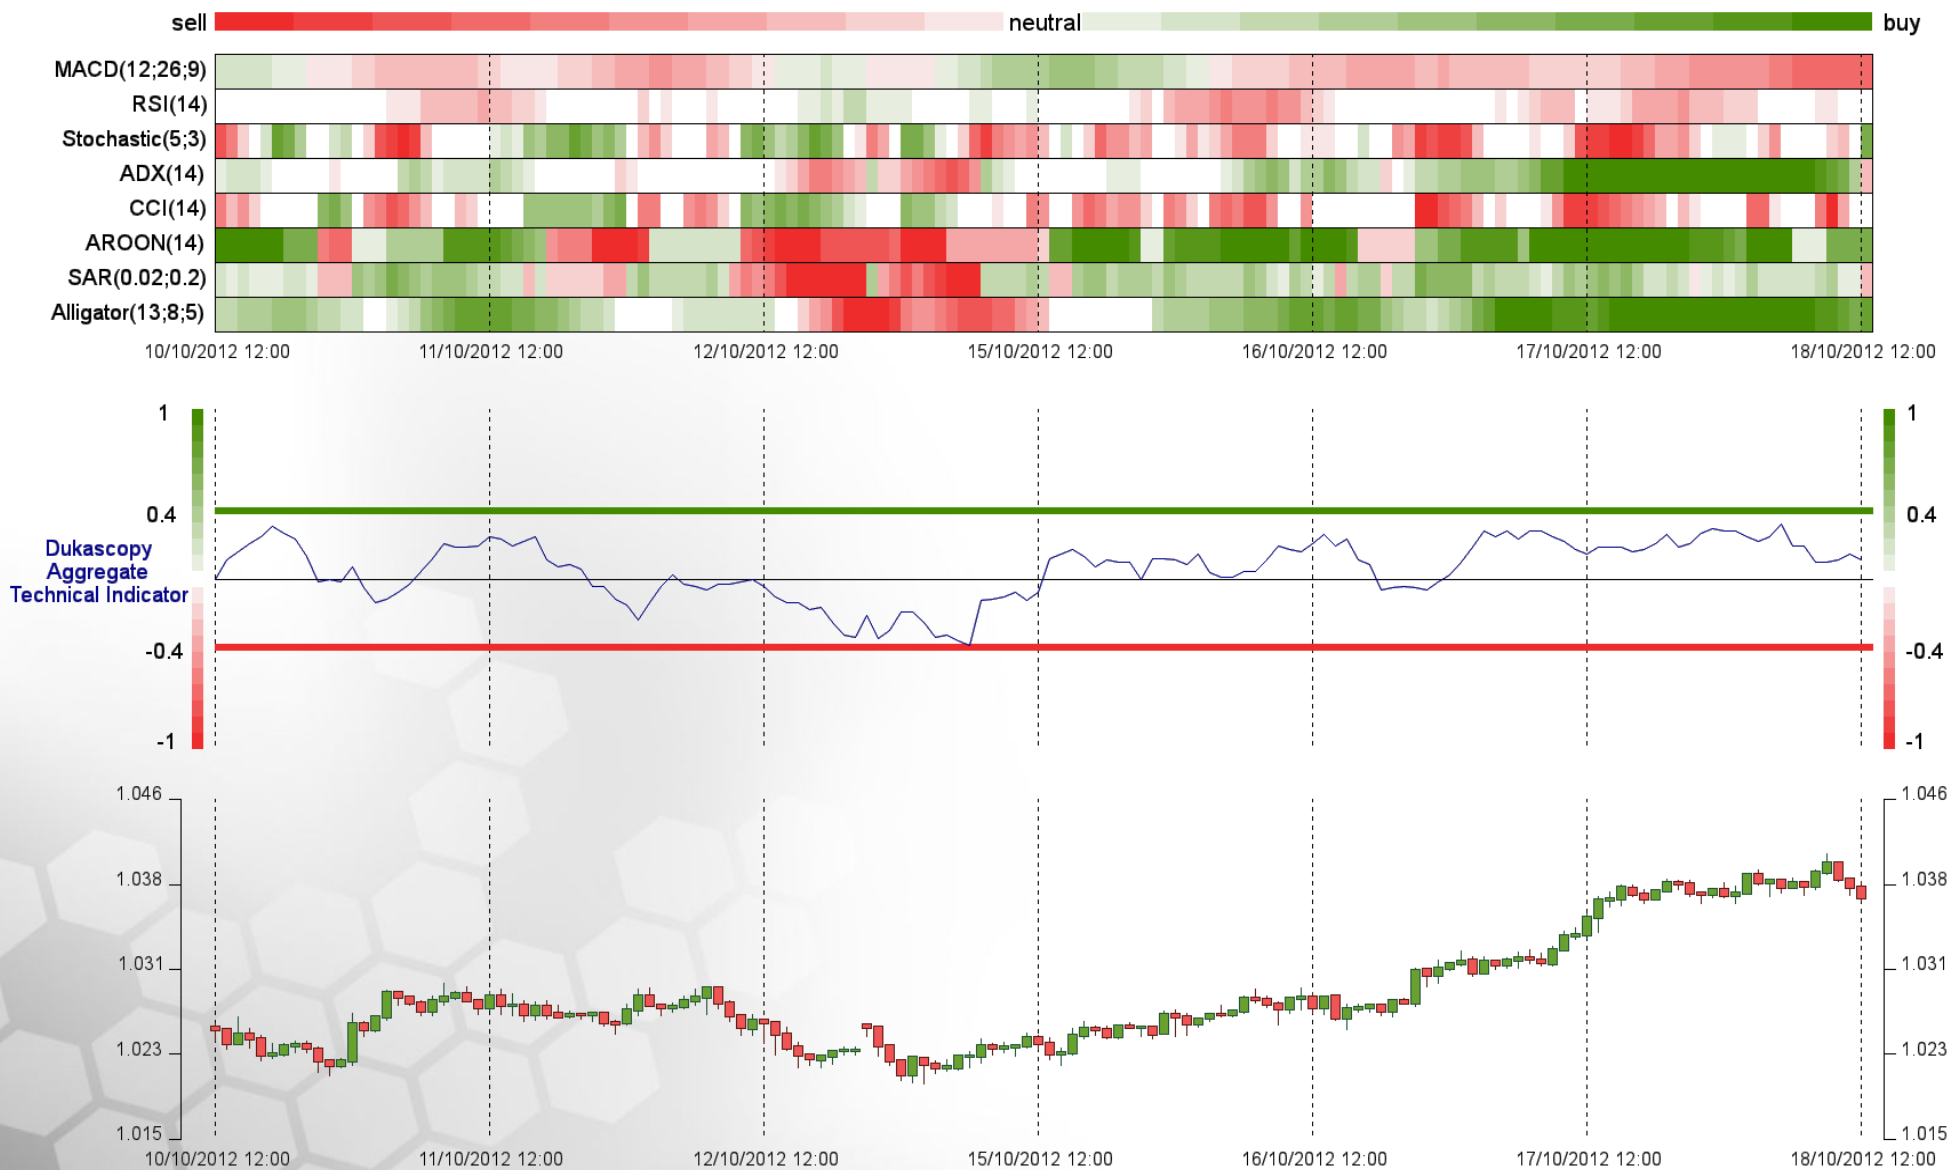 sell neutral buy
MACD(12;26;9)
RSI(14)
Stochastic(5;3)
ADX(14)
CCI(14)
AROON(14)
SAR(0.02;0.2)
Alligator(13;8;5)
10/10/2012 12:00 11/10/2012 12:00 12/10/2012 12:00 15/10/2012 12:00 16/10/2012 12:00 17/10/2012 12:00 18/10/2012 12:00
1 1
0.4 0.4
Dukascopy
Aggregate
Technical Indicator
-0.4 -0.4
-1 -1
1.046 1.046
1.038 1.038
1.031 1.031
1.023 1.023
1.015 1.015
10/10/2012 12:00 11/10/2012 12:00 12/10/2012 12:00 15/10/2012 12:00 16/10/2012 12:00 17/10/2012 12:00 18/10/2012 12:00